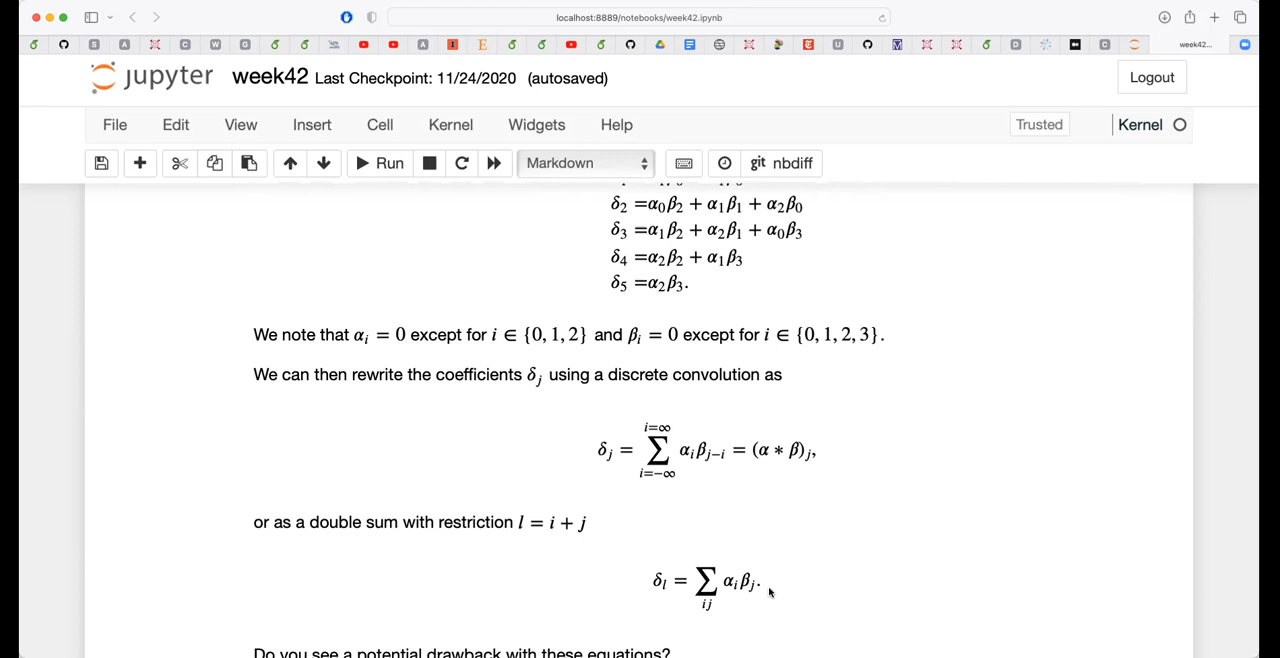 localhost:8889/notebooks/week42.ipynb
week42...
jupyter week42 Last Checkpoint: 11/24/2020 (autosaved)
Logout
File Edit View Insert Cell Kernel Widgets Help
Trusted Kernel
Run Markdown git nbdiff
δ₂ =α₀β₂ + α₁β₁ + α₂β₀
δ₃ =α₁β₂ + α₂β₁ + α₀β₃
δ₄ =α₂β₂ + α₁β₃
δ₅ =α₂β₃.
We note that αᵢ = 0 except for i ∈ {0, 1, 2} and βᵢ = 0 except for i ∈ {0, 1, 2, 3}.
We can then rewrite the coefficients δⱼ using a discrete convolution as
i=∞
δⱼ = ∑ αᵢβⱼ₋ᵢ = (α ∗ β)ⱼ,
i=−∞
or as a double sum with restriction l = i + j
δₗ = ∑ αᵢβⱼ.
ij
Do you see a potential drawback with these equations?